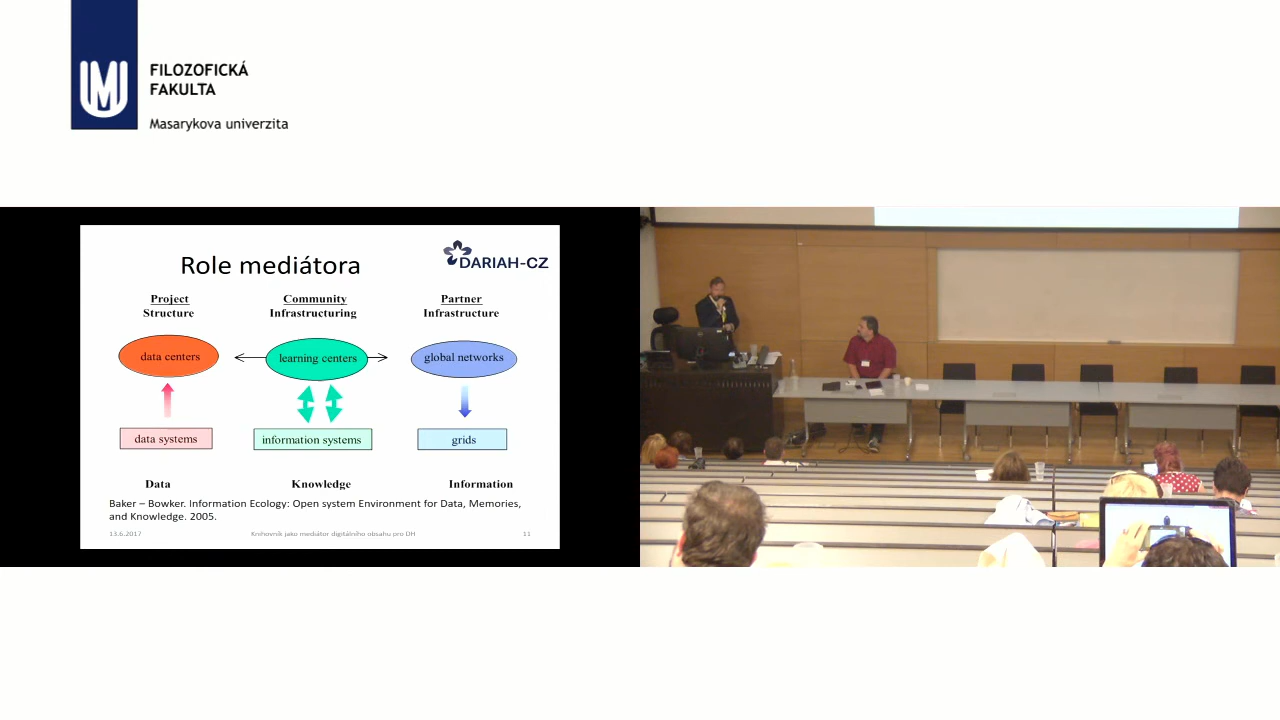 FILOZOFICKÁ
FAKULTA
Masarykova univerzita
Role mediátora
DARIAH-CZ
Project
Structure
Community
Infrastructuring
Partner
Infrastructure
data centers
learning centers
global networks
data systems
information systems
grids
Data
Knowledge
Information
Baker – Bowker. Information Ecology: Open system Environment for Data, Memories,
and Knowledge. 2005.
13.6.2017
Knihovník jako mediátor digitálního obsahu pro DH
11